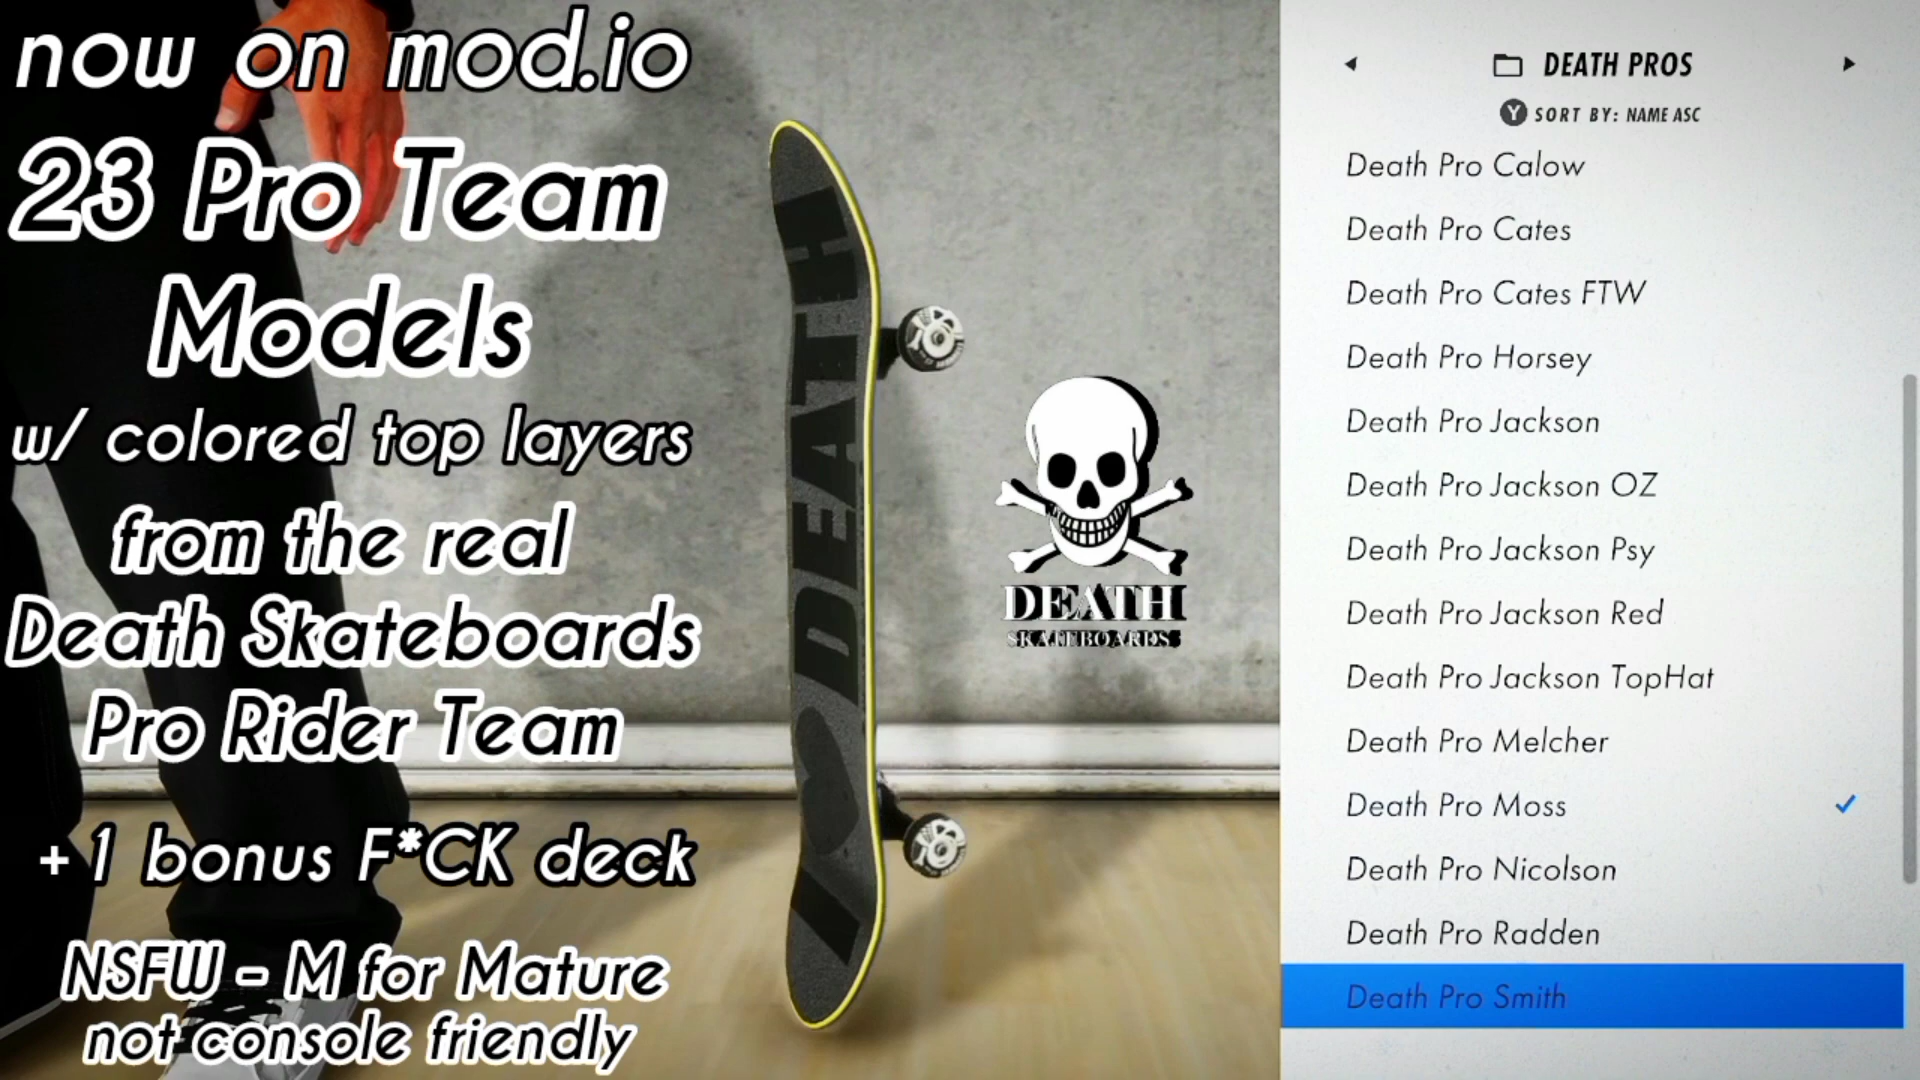 now on mod.io
23 Pro Team
Models
w/ colored top layers
from the real
Death Skateboards
Pro Rider Team
+ 1 bonus F*CK deck
NSFW - M for Mature
not console friendly
I ♥ DEATH
DEATH
SKATEBOARDS
DEATH PROS
Y SORT BY: NAME ASC
Death Pro Calow
Death Pro Cates
Death Pro Cates FTW
Death Pro Horsey
Death Pro Jackson
Death Pro Jackson OZ
Death Pro Jackson Psy
Death Pro Jackson Red
Death Pro Jackson TopHat
Death Pro Melcher
Death Pro Moss
Death Pro Nicolson
Death Pro Radden
Death Pro Smith